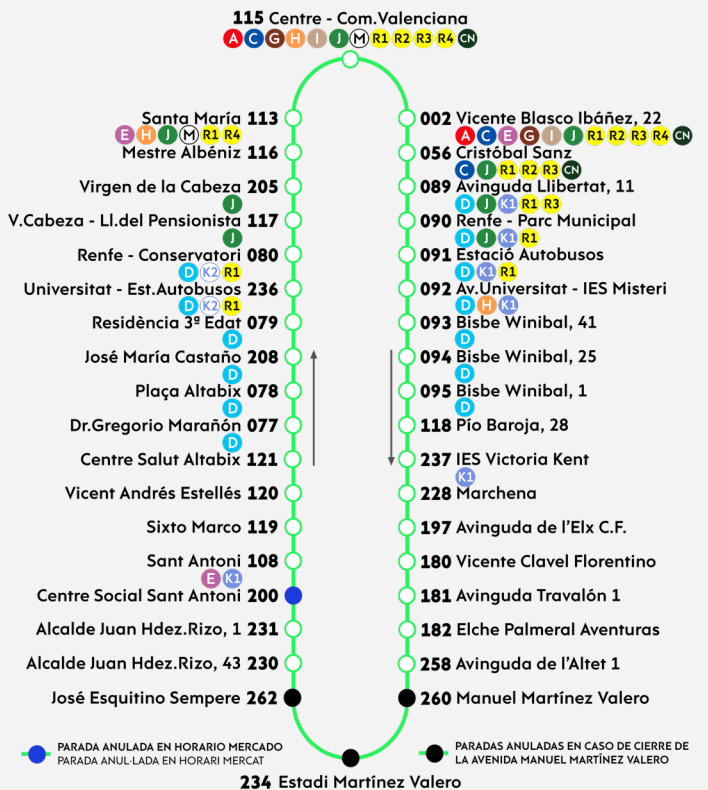 115 Centre - Com.Valenciana
A C G H I J M R1 R2 R3 R4 CN
Santa María 113
E H J M R1 R4
Mestre Albéniz 116
Virgen de la Cabeza 205
J
V.Cabeza - Ll.del Pensionista 117
J
Renfe - Conservatori 080
D K2 R1
Universitat - Est.Autobusos 236
D K2 R1
Residència 3ª Edat 079
D
José María Castaño 208
D
Plaça Altabix 078
D
Dr.Gregorio Marañón 077
D
Centre Salut Altabix 121
Vicent Andrés Estellés 120
Sixto Marco 119
Sant Antoni 108
E K1
Centre Social Sant Antoni 200
Alcalde Juan Hdez.Rizo, 1 231
Alcalde Juan Hdez.Rizo, 43 230
José Esquitino Sempere 262
002 Vicente Blasco Ibáñez, 22
A C E G I J R1 R2 R3 R4 CN
056 Cristóbal Sanz
C J R1 R2 R3 CN
089 Avinguda Llibertat, 11
D J K1 R1 R3
090 Renfe - Parc Municipal
D J K1 R1
091 Estació Autobusos
D K1 R1
092 Av.Universitat - IES Misteri
D H K1
093 Bisbe Winibal, 41
D
094 Bisbe Winibal, 25
D
095 Bisbe Winibal, 1
D
118 Pío Baroja, 28
237 IES Victoria Kent
K1
228 Marchena
197 Avinguda de l'Elx C.F.
180 Vicente Clavel Florentino
181 Avinguda Travalón 1
182 Elche Palmeral Aventuras
258 Avinguda de l'Altet 1
260 Manuel Martínez Valero
PARADA ANULADA EN HORARIO MERCADO
PARADA ANUL·LADA EN HORARI MERCAT
PARADAS ANULADAS EN CASO DE CIERRE DE
LA AVENIDA MANUEL MARTÍNEZ VALERO
234 Estadi Martínez Valero